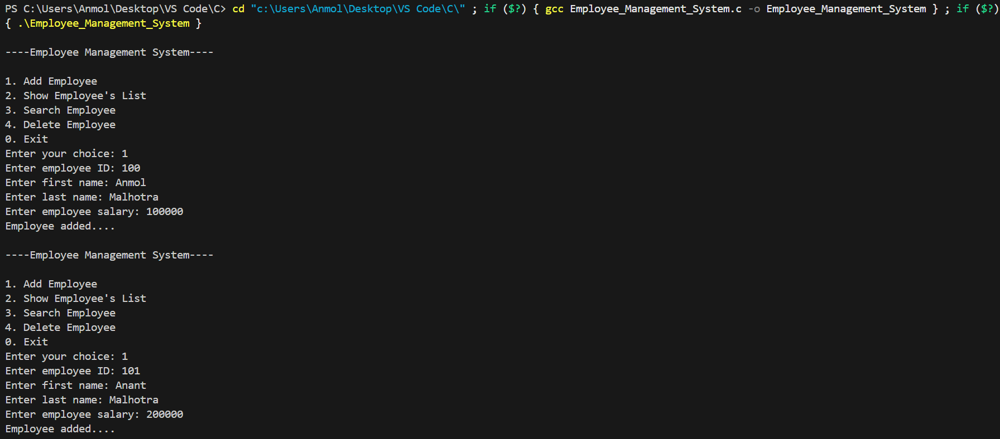 PS C:\Users\Anmol\Desktop\VS Code\C> cd "c:\Users\Anmol\Desktop\VS Code\C\" ; if ($?) { gcc Employee_Management_System.c -o Employee_Management_System } ; if ($?)
{ .\Employee_Management_System }
----Employee Management System----
1. Add Employee
2. Show Employee's List
3. Search Employee
4. Delete Employee
0. Exit
Enter your choice: 1
Enter employee ID: 100
Enter first name: Anmol
Enter last name: Malhotra
Enter employee salary: 100000
Employee added....
----Employee Management System----
1. Add Employee
2. Show Employee's List
3. Search Employee
4. Delete Employee
0. Exit
Enter your choice: 1
Enter employee ID: 101
Enter first name: Anant
Enter last name: Malhotra
Enter employee salary: 200000
Employee added....